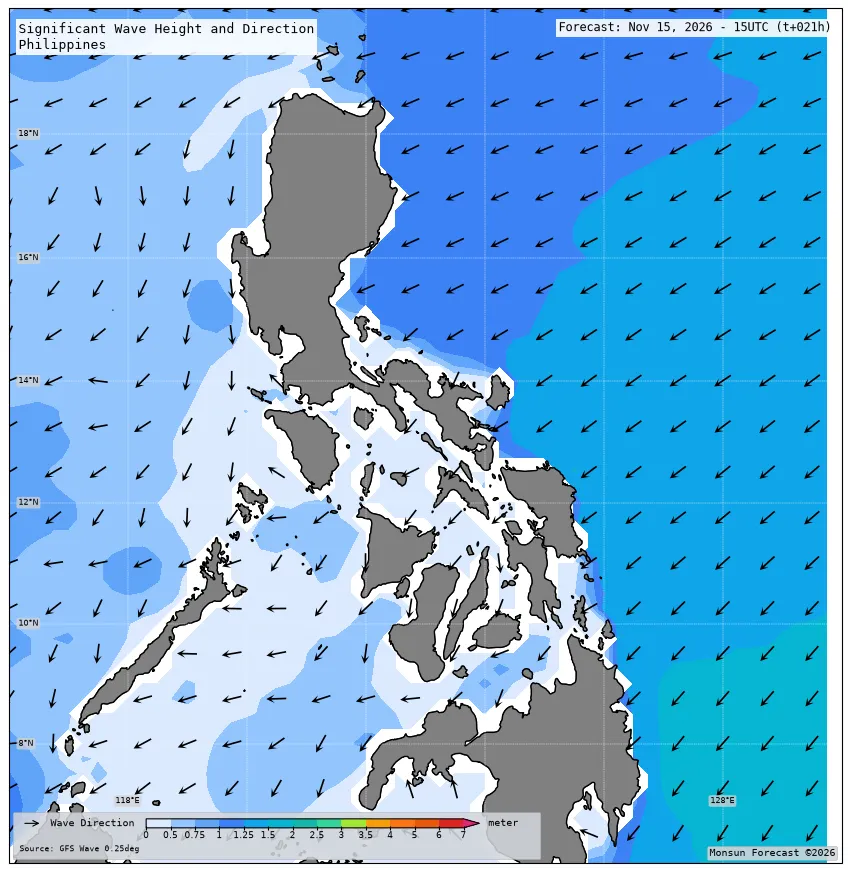 Significant Wave Height and Direction
Philippines
Forecast: Nov 15, 2026 - 15UTC (t+021h)
18°N
16°N
14°N
12°N
10°N
8°N
118°E
128°E
Wave Direction
0 0.5 0.75 1 1.25 1.5 2 2.5 3 3.5 4 5 6 7
meter
Source: GFS Wave 0.25deg
Monsun Forecast ©2026